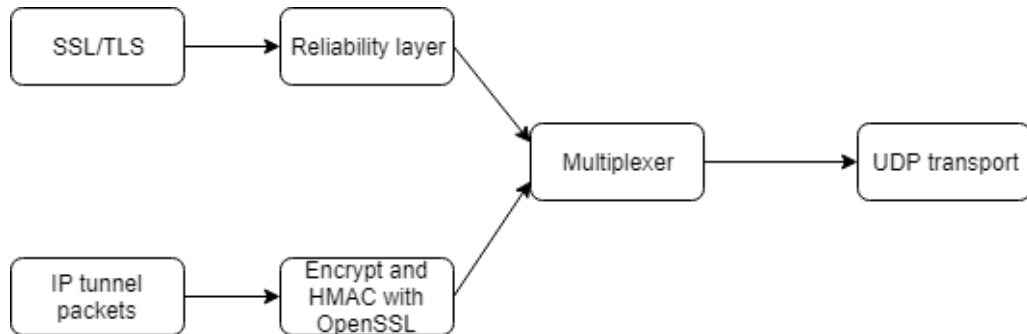 SSL/TLS
Reliability layer
Multiplexer
UDP transport
IP tunnel
packets
Encrypt and
HMAC with
OpenSSL